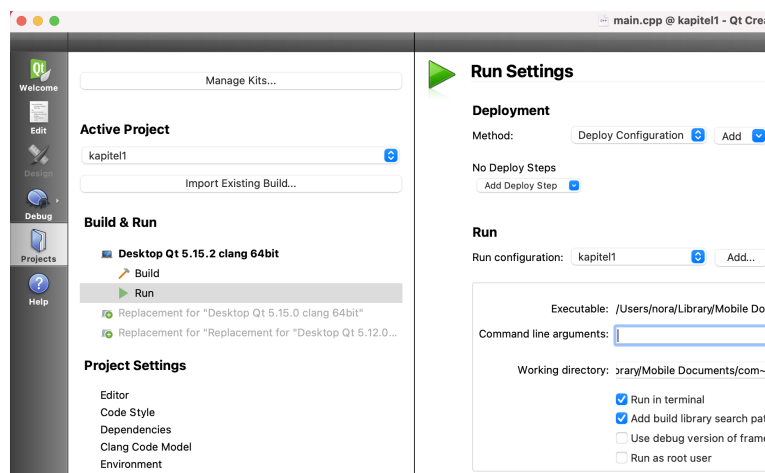 main.cpp @ kapitel1 - Qt Crea
Qt
Welcome
Edit
Design
Debug
Projects
Help
Manage Kits...
Active Project
kapitel1
Import Existing Build...
Build & Run
Desktop Qt 5.15.2 clang 64bit
Build
Run
Replacement for "Desktop Qt 5.15.0 clang 64bit"
Replacement for "Replacement for "Desktop Qt 5.12.0...
Project Settings
Editor
Code Style
Dependencies
Clang Code Model
Environment
Run Settings
Deployment
Method: Deploy Configuration Add
No Deploy Steps
Add Deploy Step
Run
Run configuration: kapitel1 Add...
Executable: /Users/nora/Library/Mobile Do
Command line arguments:
Working directory: orary/Mobile Documents/com~
Run in terminal
Add build library search pat
Use debug version of frame
Run as root user